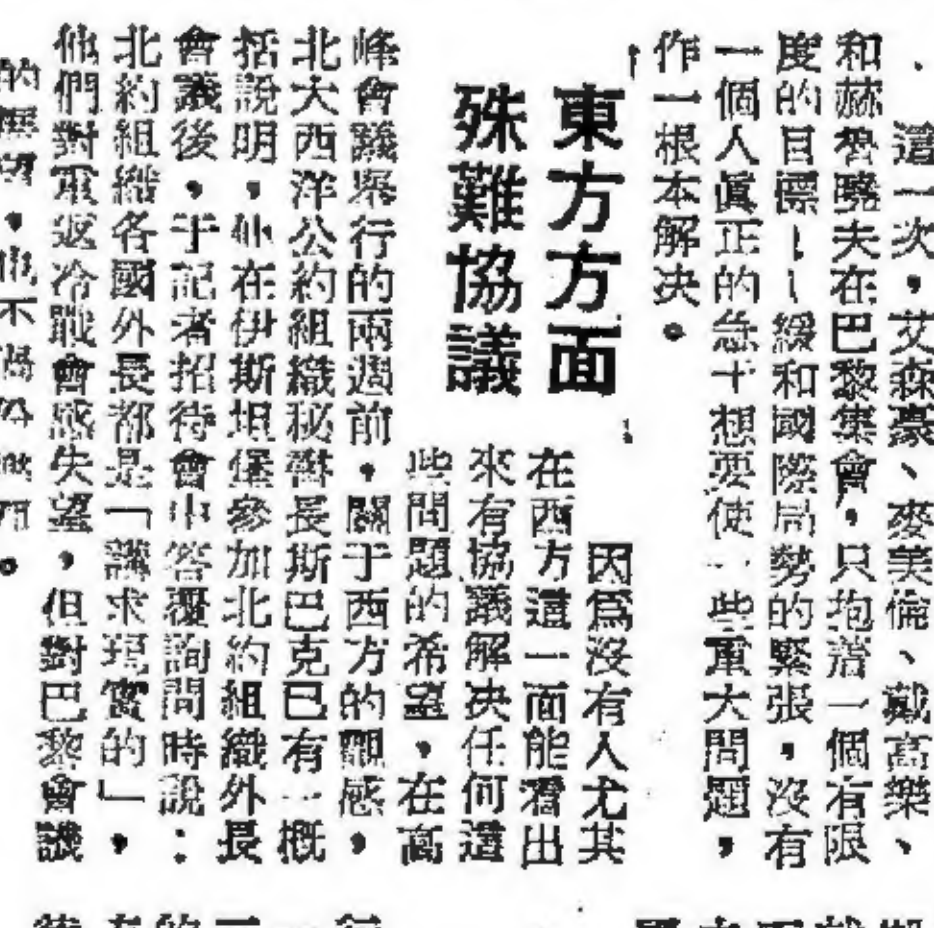 這一次，艾森豪、麥美倫、戴高樂、
和赫魯曉夫在巴黎集會，只抱着一個有限
度的目標——緩和國際局勢的緊張，沒有
一個人眞正的急于想要使一些重大問題，
作一根本解決。
東方方面
殊難協議
因爲沒有人尤其
在西方這一面能看出
來有協議解決任何這
些問題的希望，在高
峰會議舉行的兩週前，關于西方的觀感，
北大西洋公約組織秘書長斯巴克已有一概
括說明，他在伊斯坦堡參加北約組織外長
會議後，于記者招待會中答覆詢問時說：
北約組織各國外長都是「講求現實的」，
他們對重返冷戰會感失望，但對巴黎會議
的，也不